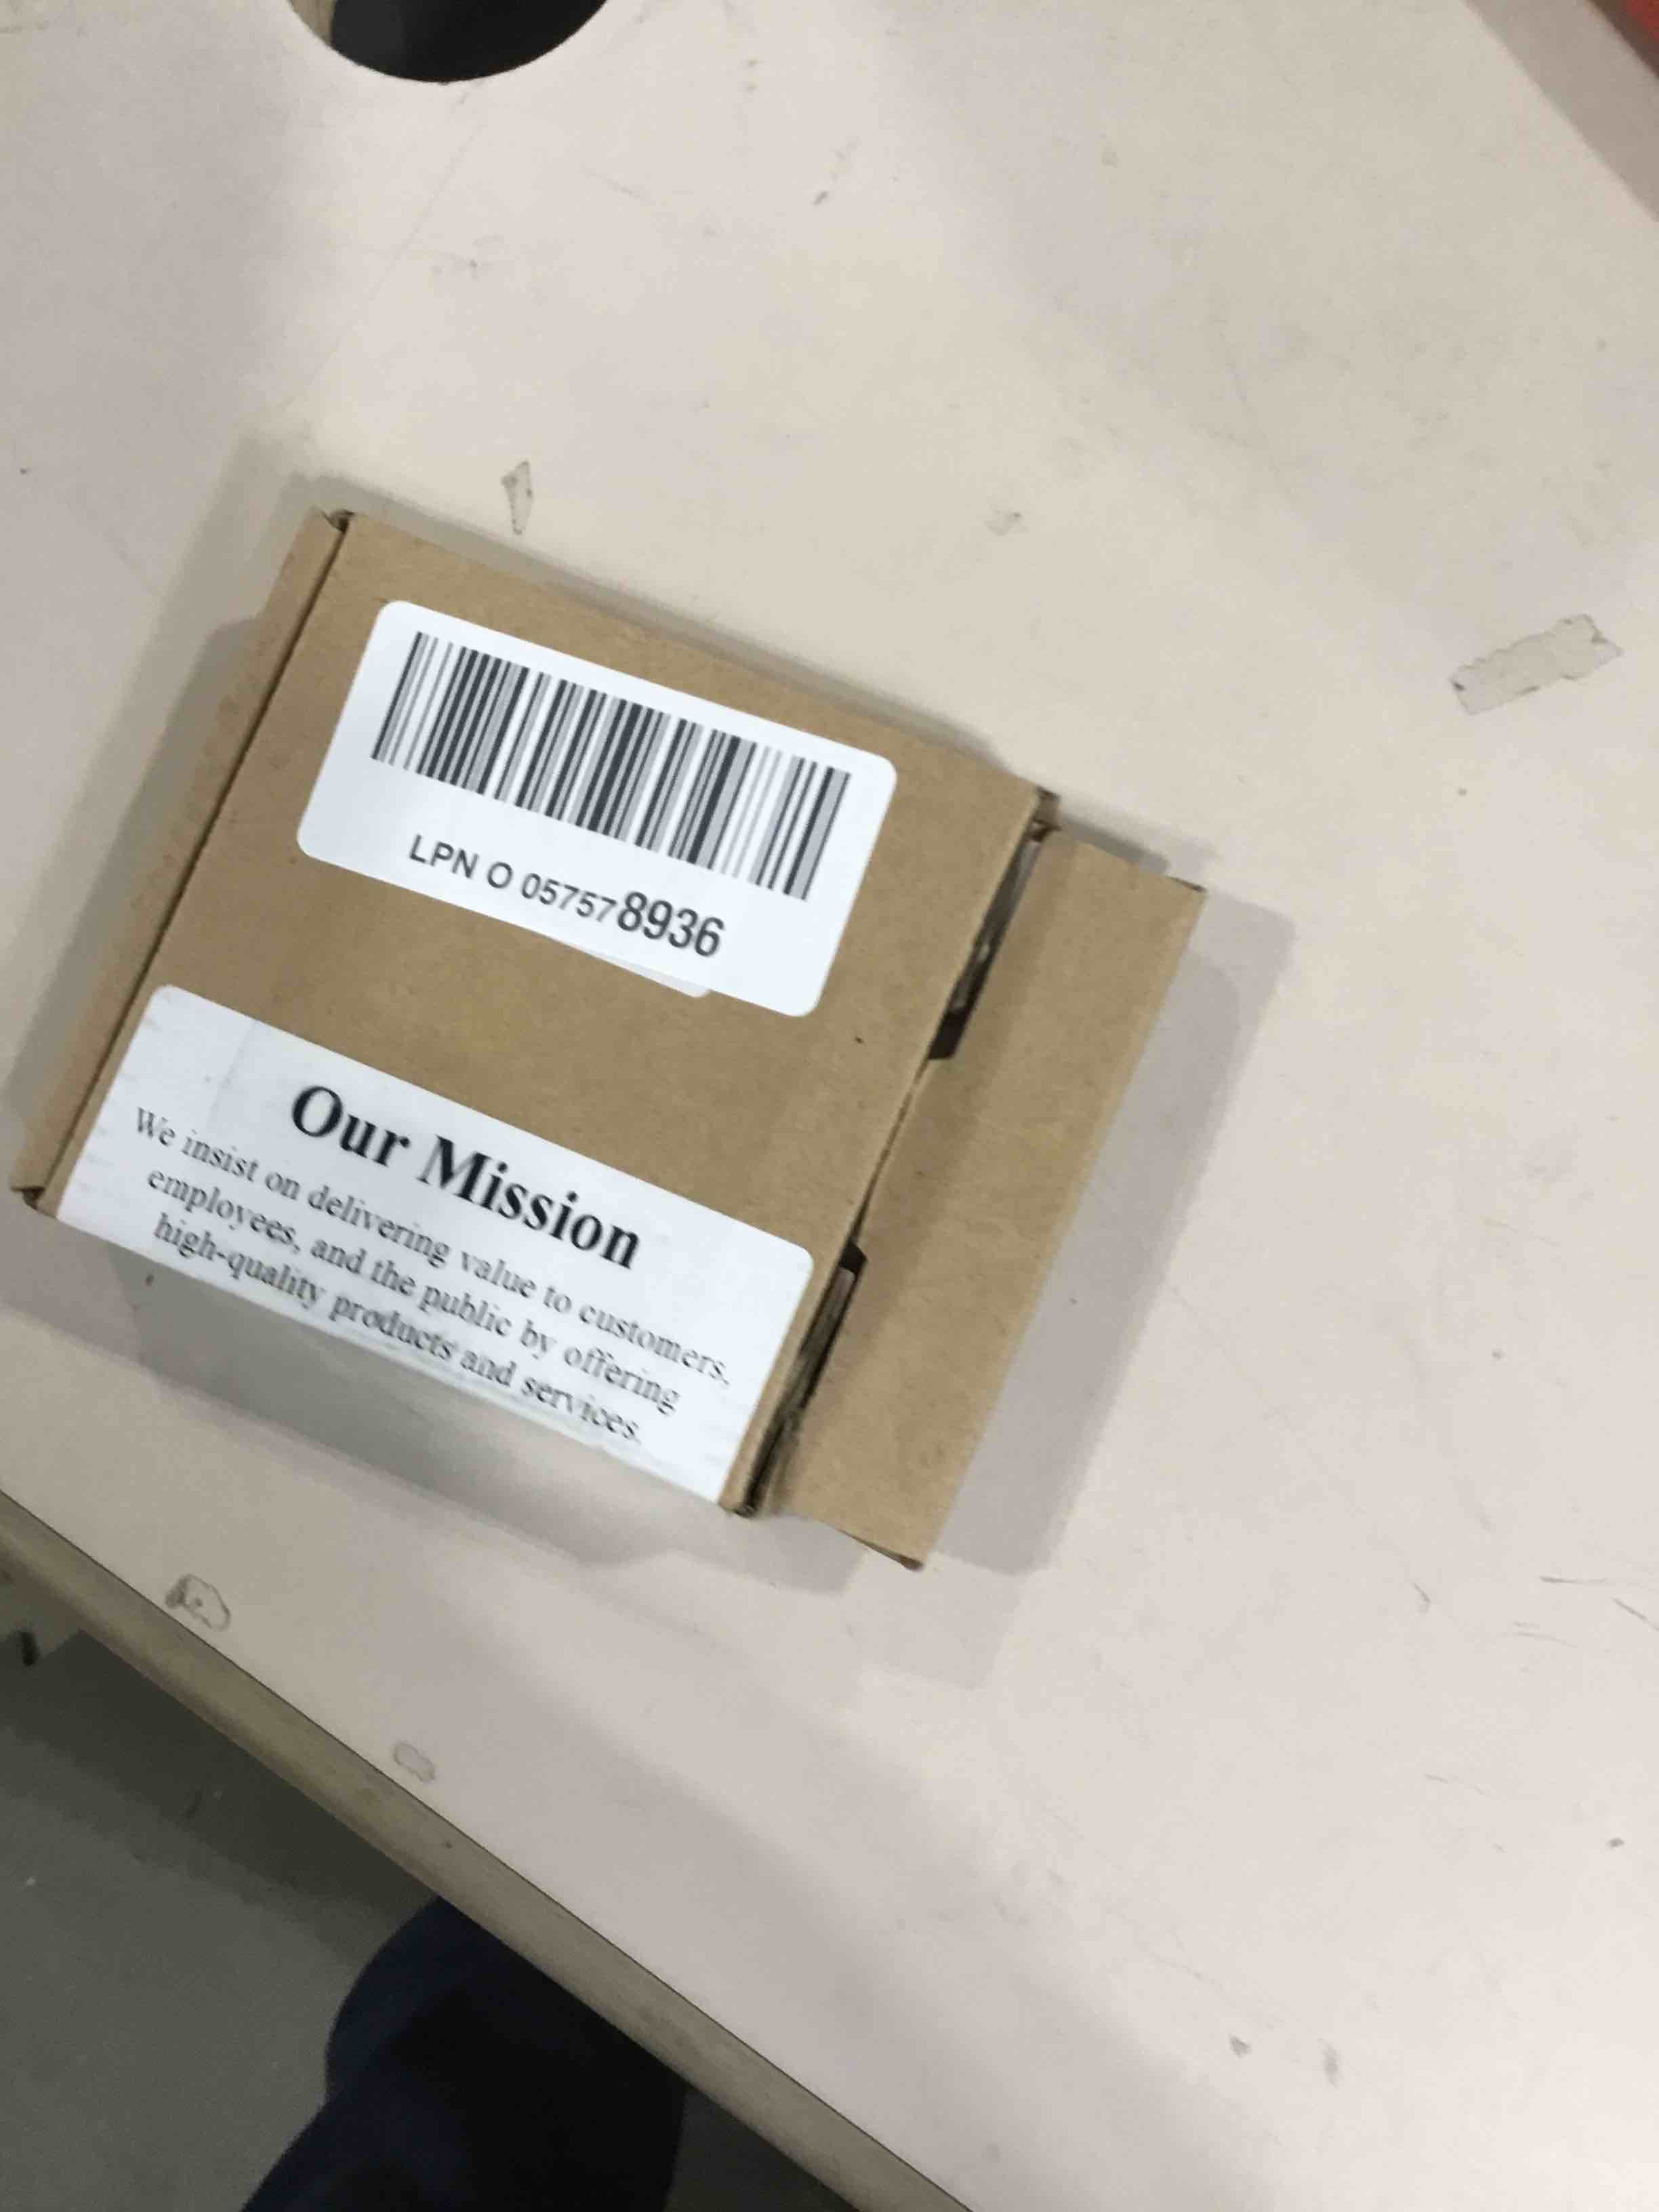 LPN O 057578936
Our Mission
We insist on delivering value to customers,
employees, and the public by offering
high-quality products and services.